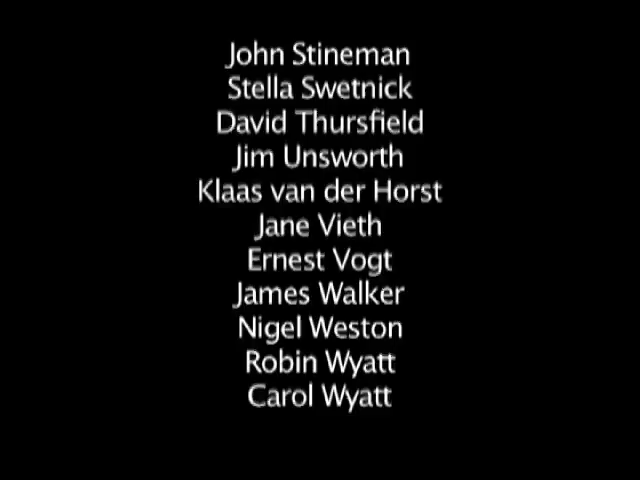 John Stineman
Stella Swetnick
David Thursfield
Jim Unsworth
Klaas van der Horst
Jane Vieth
Ernest Vogt
James Walker
Nigel Weston
Robin Wyatt
Carol Wyatt